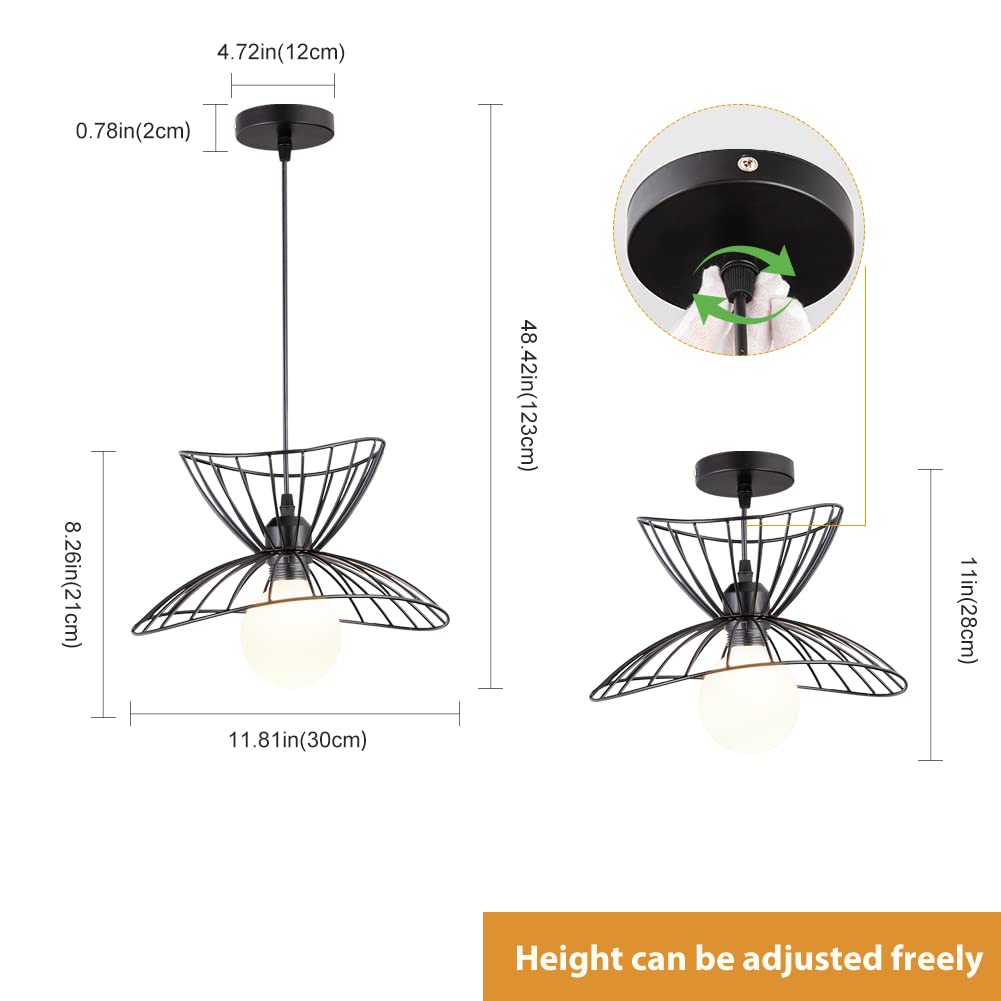 4.72in(12cm)
0.78in(2cm)
48.42in(123cm)
8.26in(21cm)
11.81in(30cm)
11in(28cm)
Height can be adjusted freely